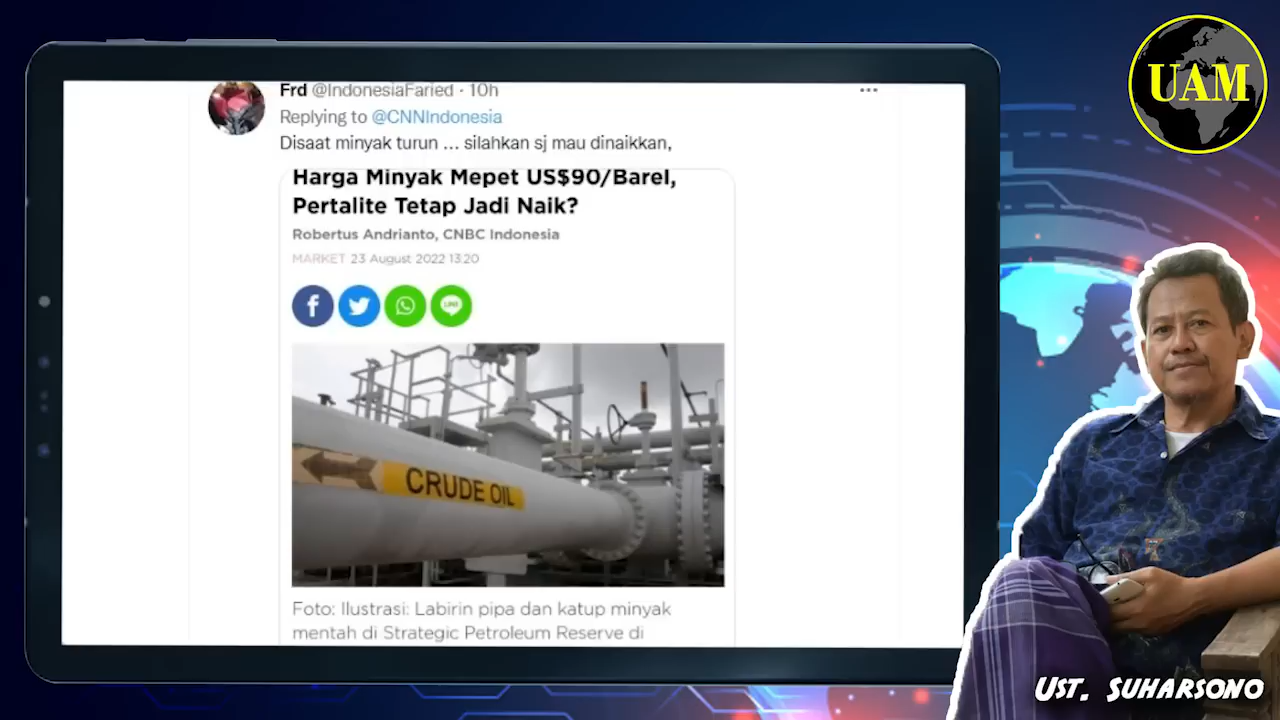 Frd @IndonesiaFaried · 10h
Replying to @CNNIndonesia
Disaat minyak turun ... silahkan sj mau dinaikkan,
Harga Minyak Mepet US$90/Barel,
Pertalite Tetap Jadi Naik?
Robertus Andrianto, CNBC Indonesia
MARKET 23 August 2022 13.20
LINE
CRUDE OIL
Foto: Ilustrasi: Labirin pipa dan katup minyak
mentah di Strategic Petroleum Reserve di
UAM
UST. SUHARSONO